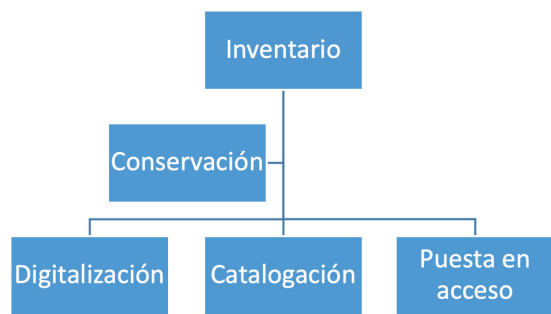 Inventario
Conservación
Digitalización
Catalogación
Puesta en
acceso